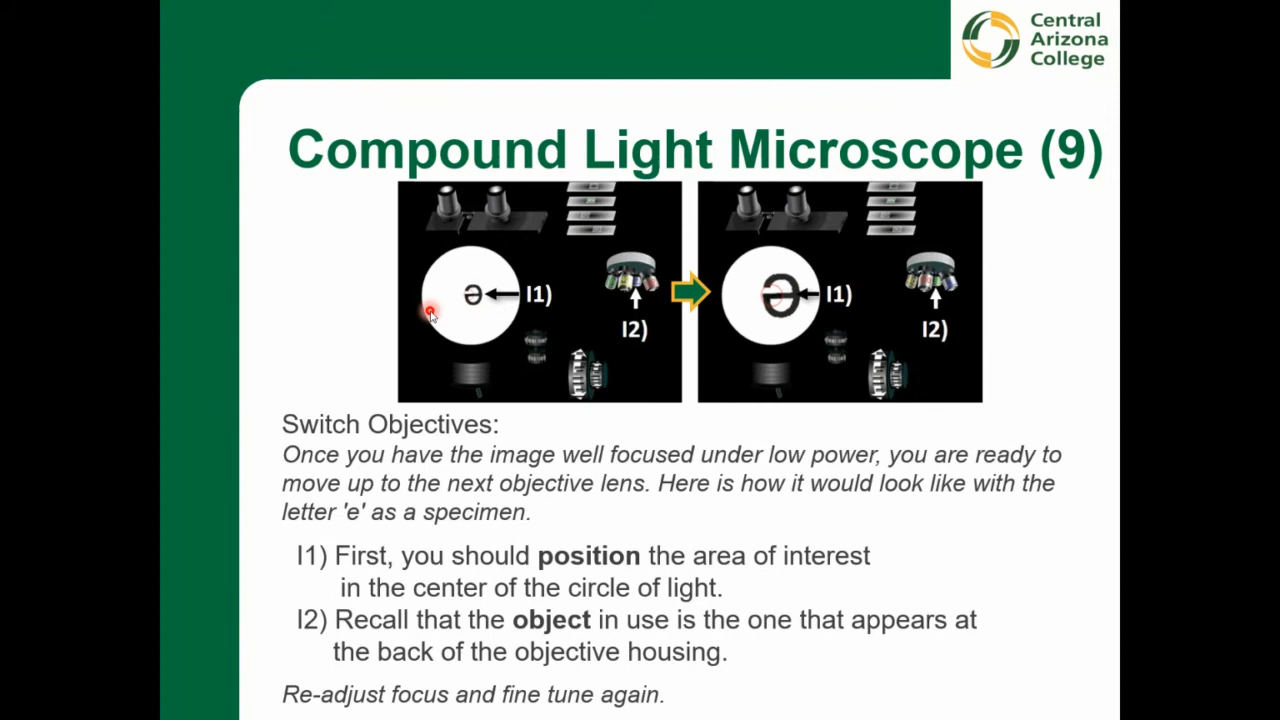 Central
Arizona
College
Compound Light Microscope (9)
ə I1) I2) ə I1) I2)
Switch Objectives:
Once you have the image well focused under low power, you are ready to
move up to the next objective lens. Here is how it would look like with the
letter 'e' as a specimen.
I1) First, you should position the area of interest
in the center of the circle of light.
I2) Recall that the object in use is the one that appears at
the back of the objective housing.
Re-adjust focus and fine tune again.